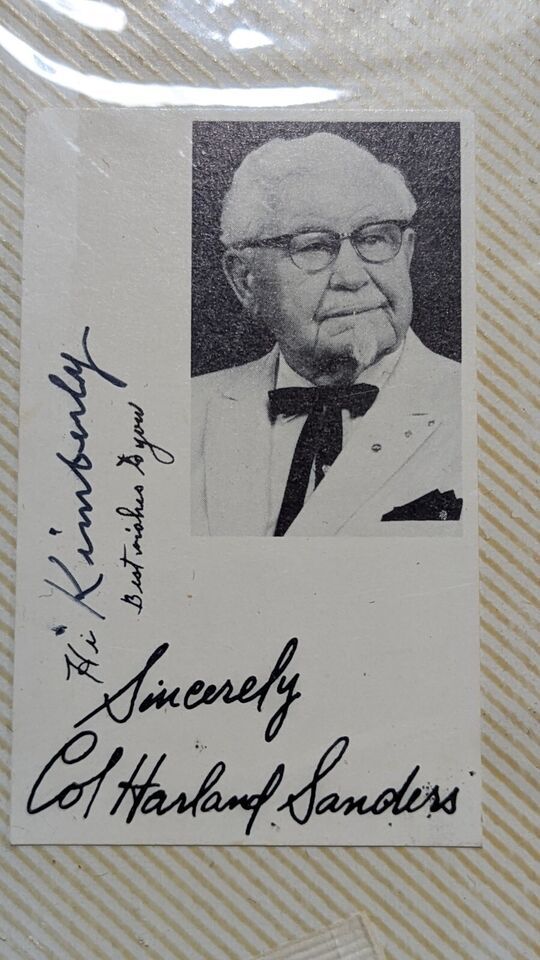 Hi Kimberly
Best wishes to you
Sincerely
Col Harland Sanders